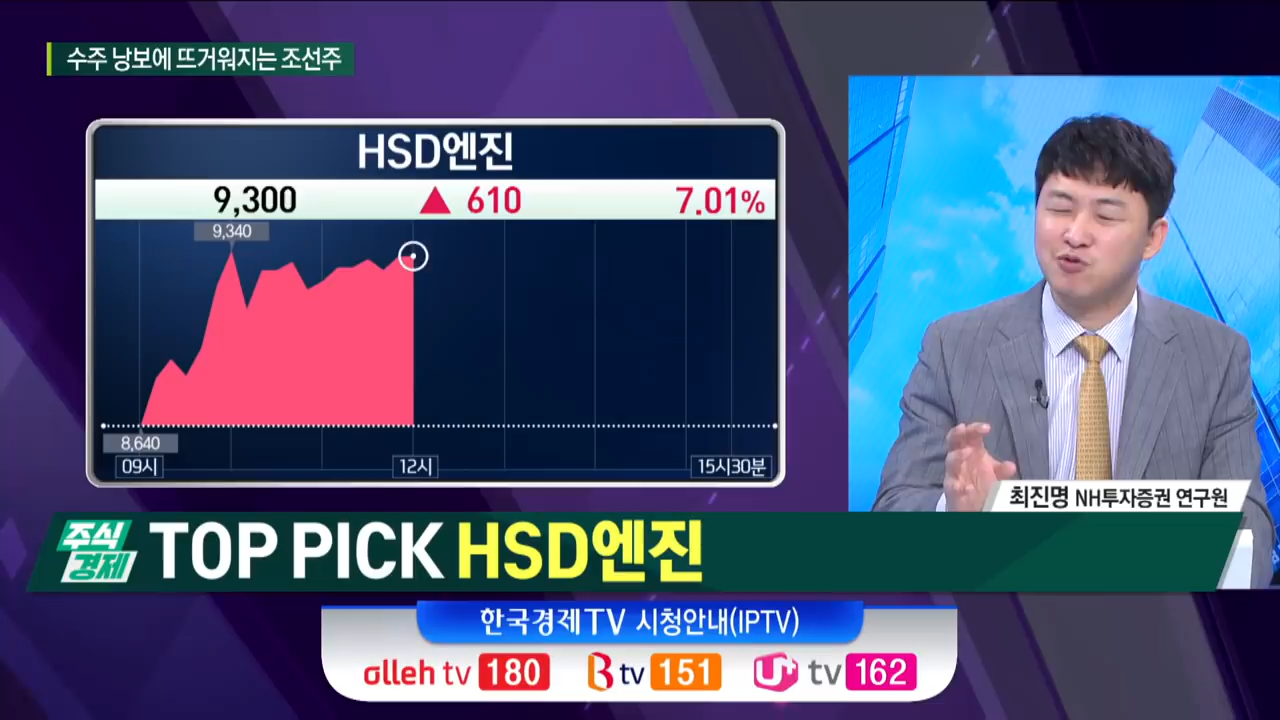 수주 낭보에 뜨거워지는 조선주
HSD엔진
9,300 ▲ 610 7.01%
9,340
8,640
09시 12시 15시30분
최진명 NH투자증권 연구원
주식
경제
TOP PICK HSD엔진
한국경제TV 시청안내(IPTV)
olleh tv 180 B tv 151 U+ tv 162